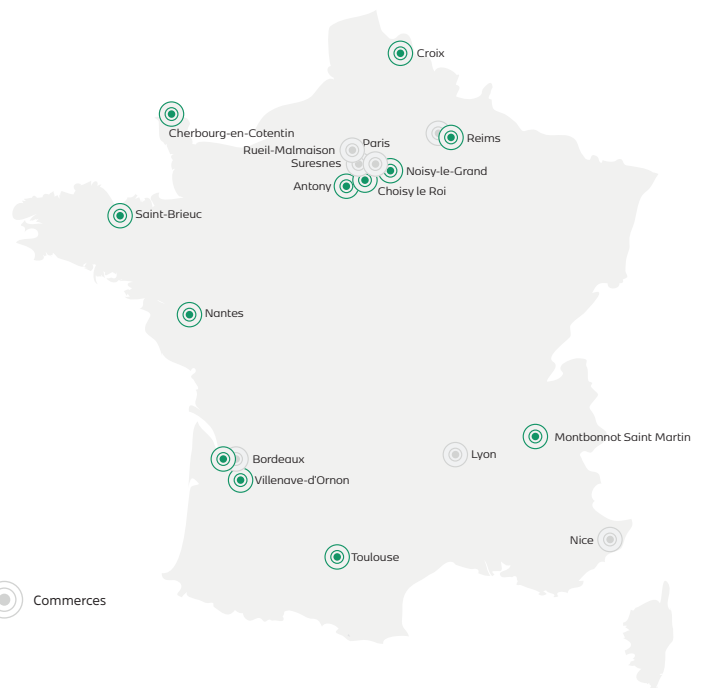 Croix
Cherbourg-en-Cotentin
Reims
Paris
Rueil-Malmaison
Suresnes
Noisy-le-Grand
Antony
Choisy le Roi
Saint-Brieuc
Nantes
Montbonnot Saint Martin
Lyon
Bordeaux
Villenave-d'Ornon
Nice
Toulouse
Commerces